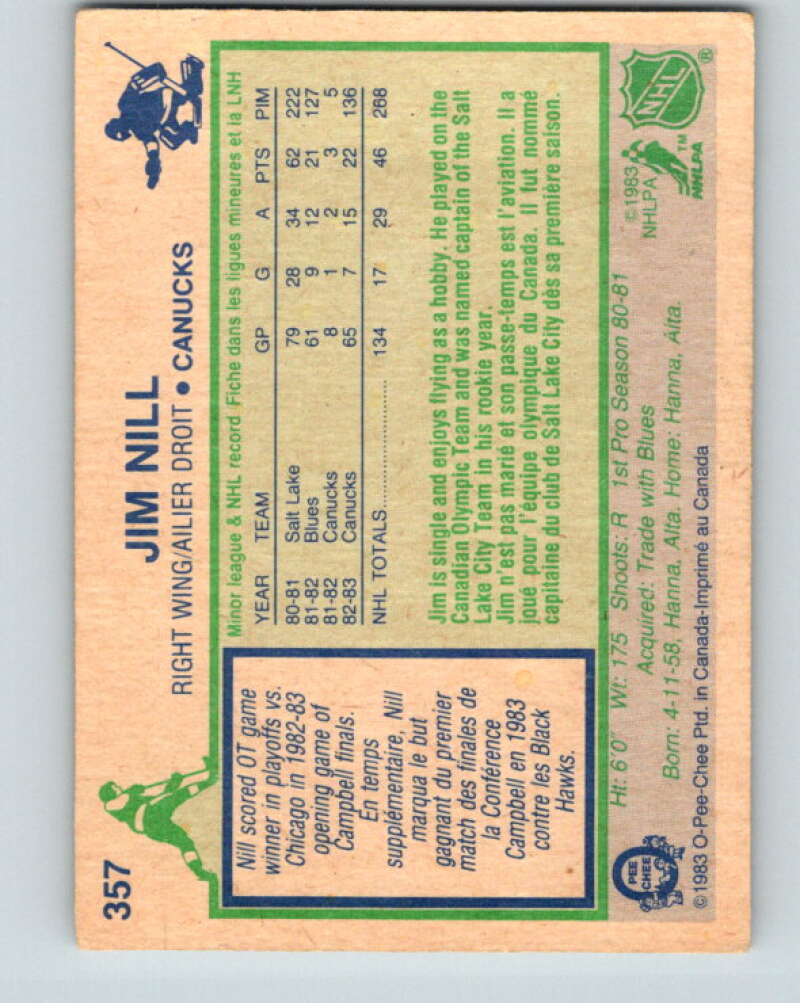 357
JIM NILL
RIGHT WING/AILIER DROIT • CANUCKS
Nill scored OT game
winner in playoffs vs.
Chicago in 1982-83
opening game of
Campbell finals.
En temps
supplémentaire, Nill
marqua le but
gagnant du premier
match des finales de
la Conférence
Campbell en 1983
contre les Black
Hawks.
Minor league & NHL record Fiche dans les ligues mineures et la LNH
YEAR TEAM GP G A PTS PIM
80-81 Salt Lake 79 28 34 62 222
81-82 Blues 61 9 12 21 127
81-82 Canucks 8 1 2 3 5
82-83 Canucks 65 7 15 22 136
NHL TOTALS 134 17 29 46 268
Jim is single and enjoys flying as a hobby. He played on the
Canadian Olympic Team and was named captain of the Salt
Lake City Team in his rookie year.
Jim n'est pas marié et son passe-temps est l'aviation. Il a
joué pour l'équipe olympique du Canada. Il fut nommé
capitaine du club de Salt Lake City dès sa première saison.
Ht: 6'0" Wt: 175 Shoots: R 1st Pro Season 80-81
Acquired: Trade with Blues
Born: 4-11-58, Hanna, Alta. Home: Hanna, Alta.
© 1983
NHLPA
NHLPA
TM
NHL
®
O
PEE
CHEE
© 1983 O-Pee-Chee Ptd. in Canada-Imprimé au Canada